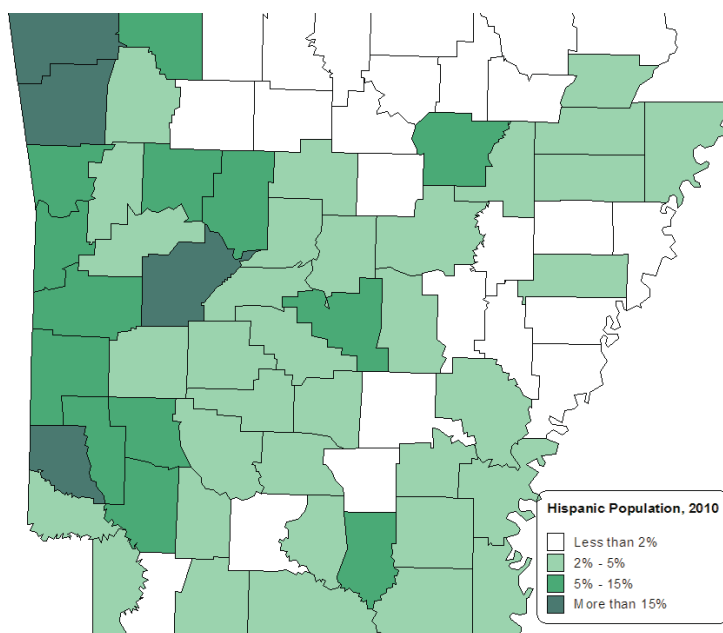 Hispanic Population, 2010
Less than 2%
2% - 5%
5% - 15%
More than 15%